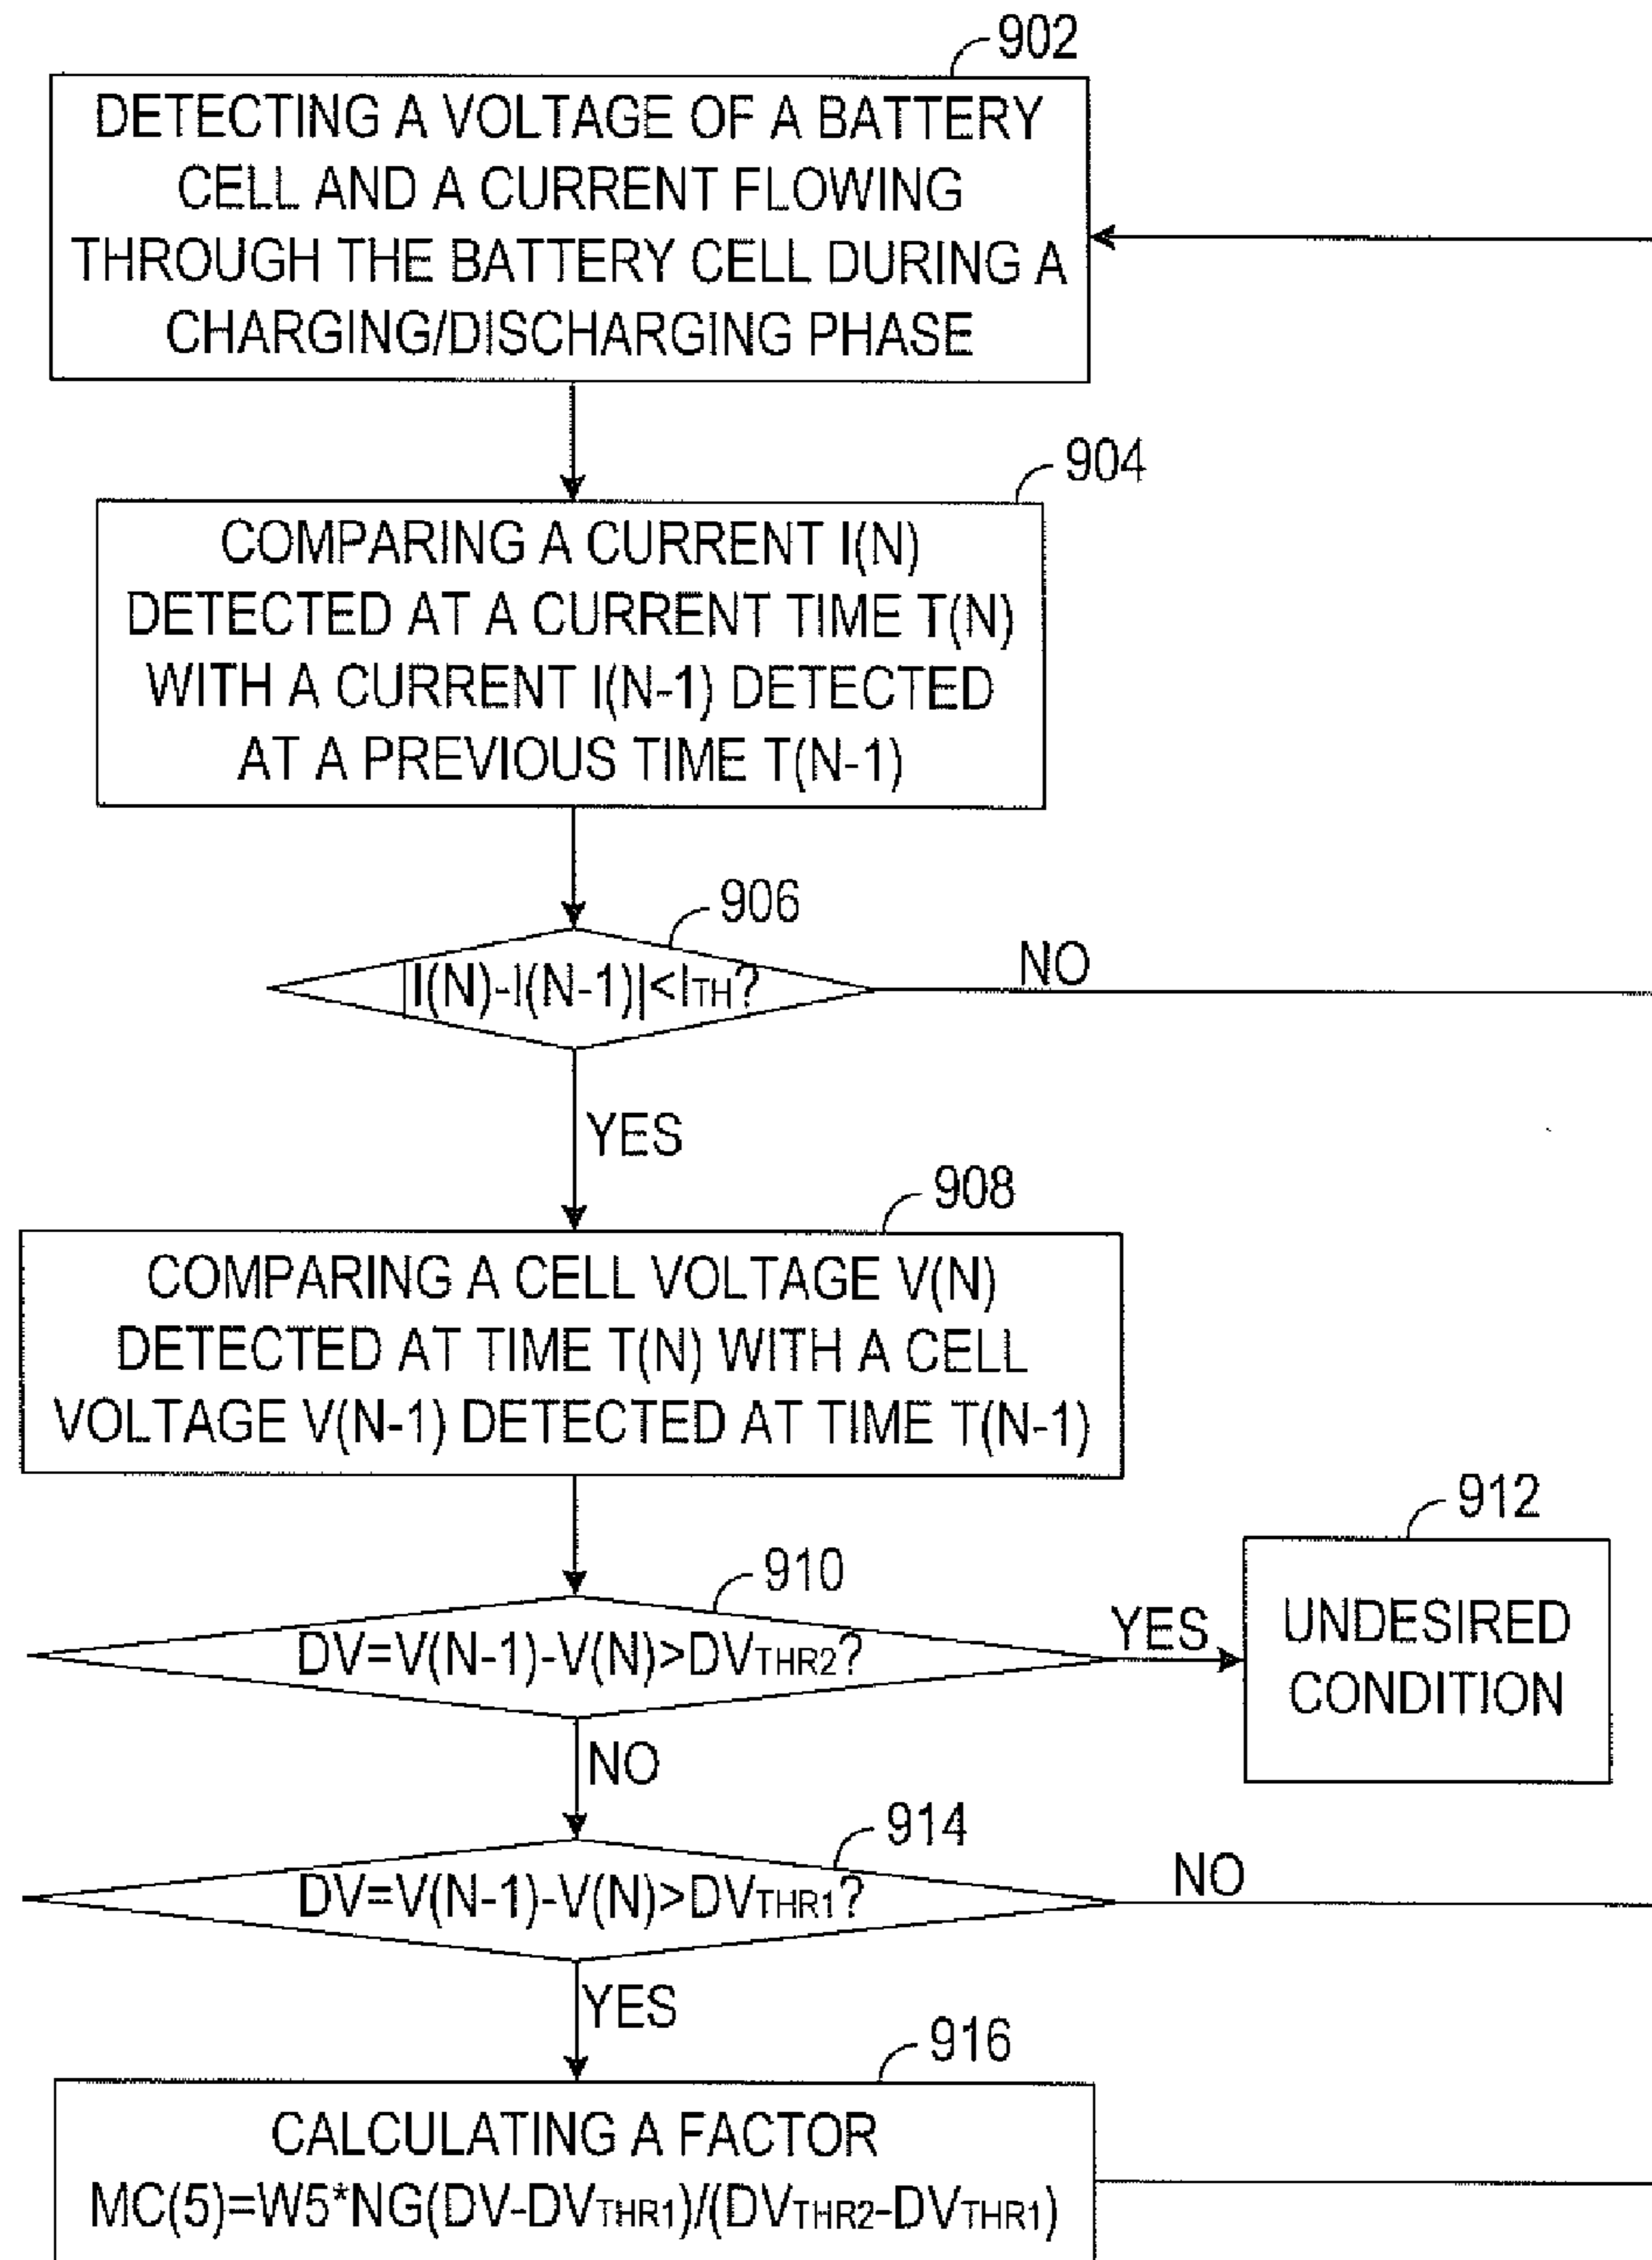 902
DETECTING A VOLTAGE OF A BATTERY
CELL AND A CURRENT FLOWING
THROUGH THE BATTERY CELL DURING A
CHARGING/DISCHARGING PHASE
904
COMPARING A CURRENT I(N)
DETECTED AT A CURRENT TIME T(N)
WITH A CURRENT I(N-1) DETECTED
AT A PREVIOUS TIME T(N-1)
906
|I(N)-I(N-1)|<ITH?
NO
YES
908
COMPARING A CELL VOLTAGE V(N)
DETECTED AT TIME T(N) WITH A CELL
VOLTAGE V(N-1) DETECTED AT TIME T(N-1)
910
DV=V(N-1)-V(N)>DVTHR2?
YES
912
UNDESIRED
CONDITION
NO
914
DV=V(N-1)-V(N)>DVTHR1?
NO
YES
916
CALCULATING A FACTOR
MC(5)=W5*NG(DV-DVTHR1)/(DVTHR2-DVTHR1)